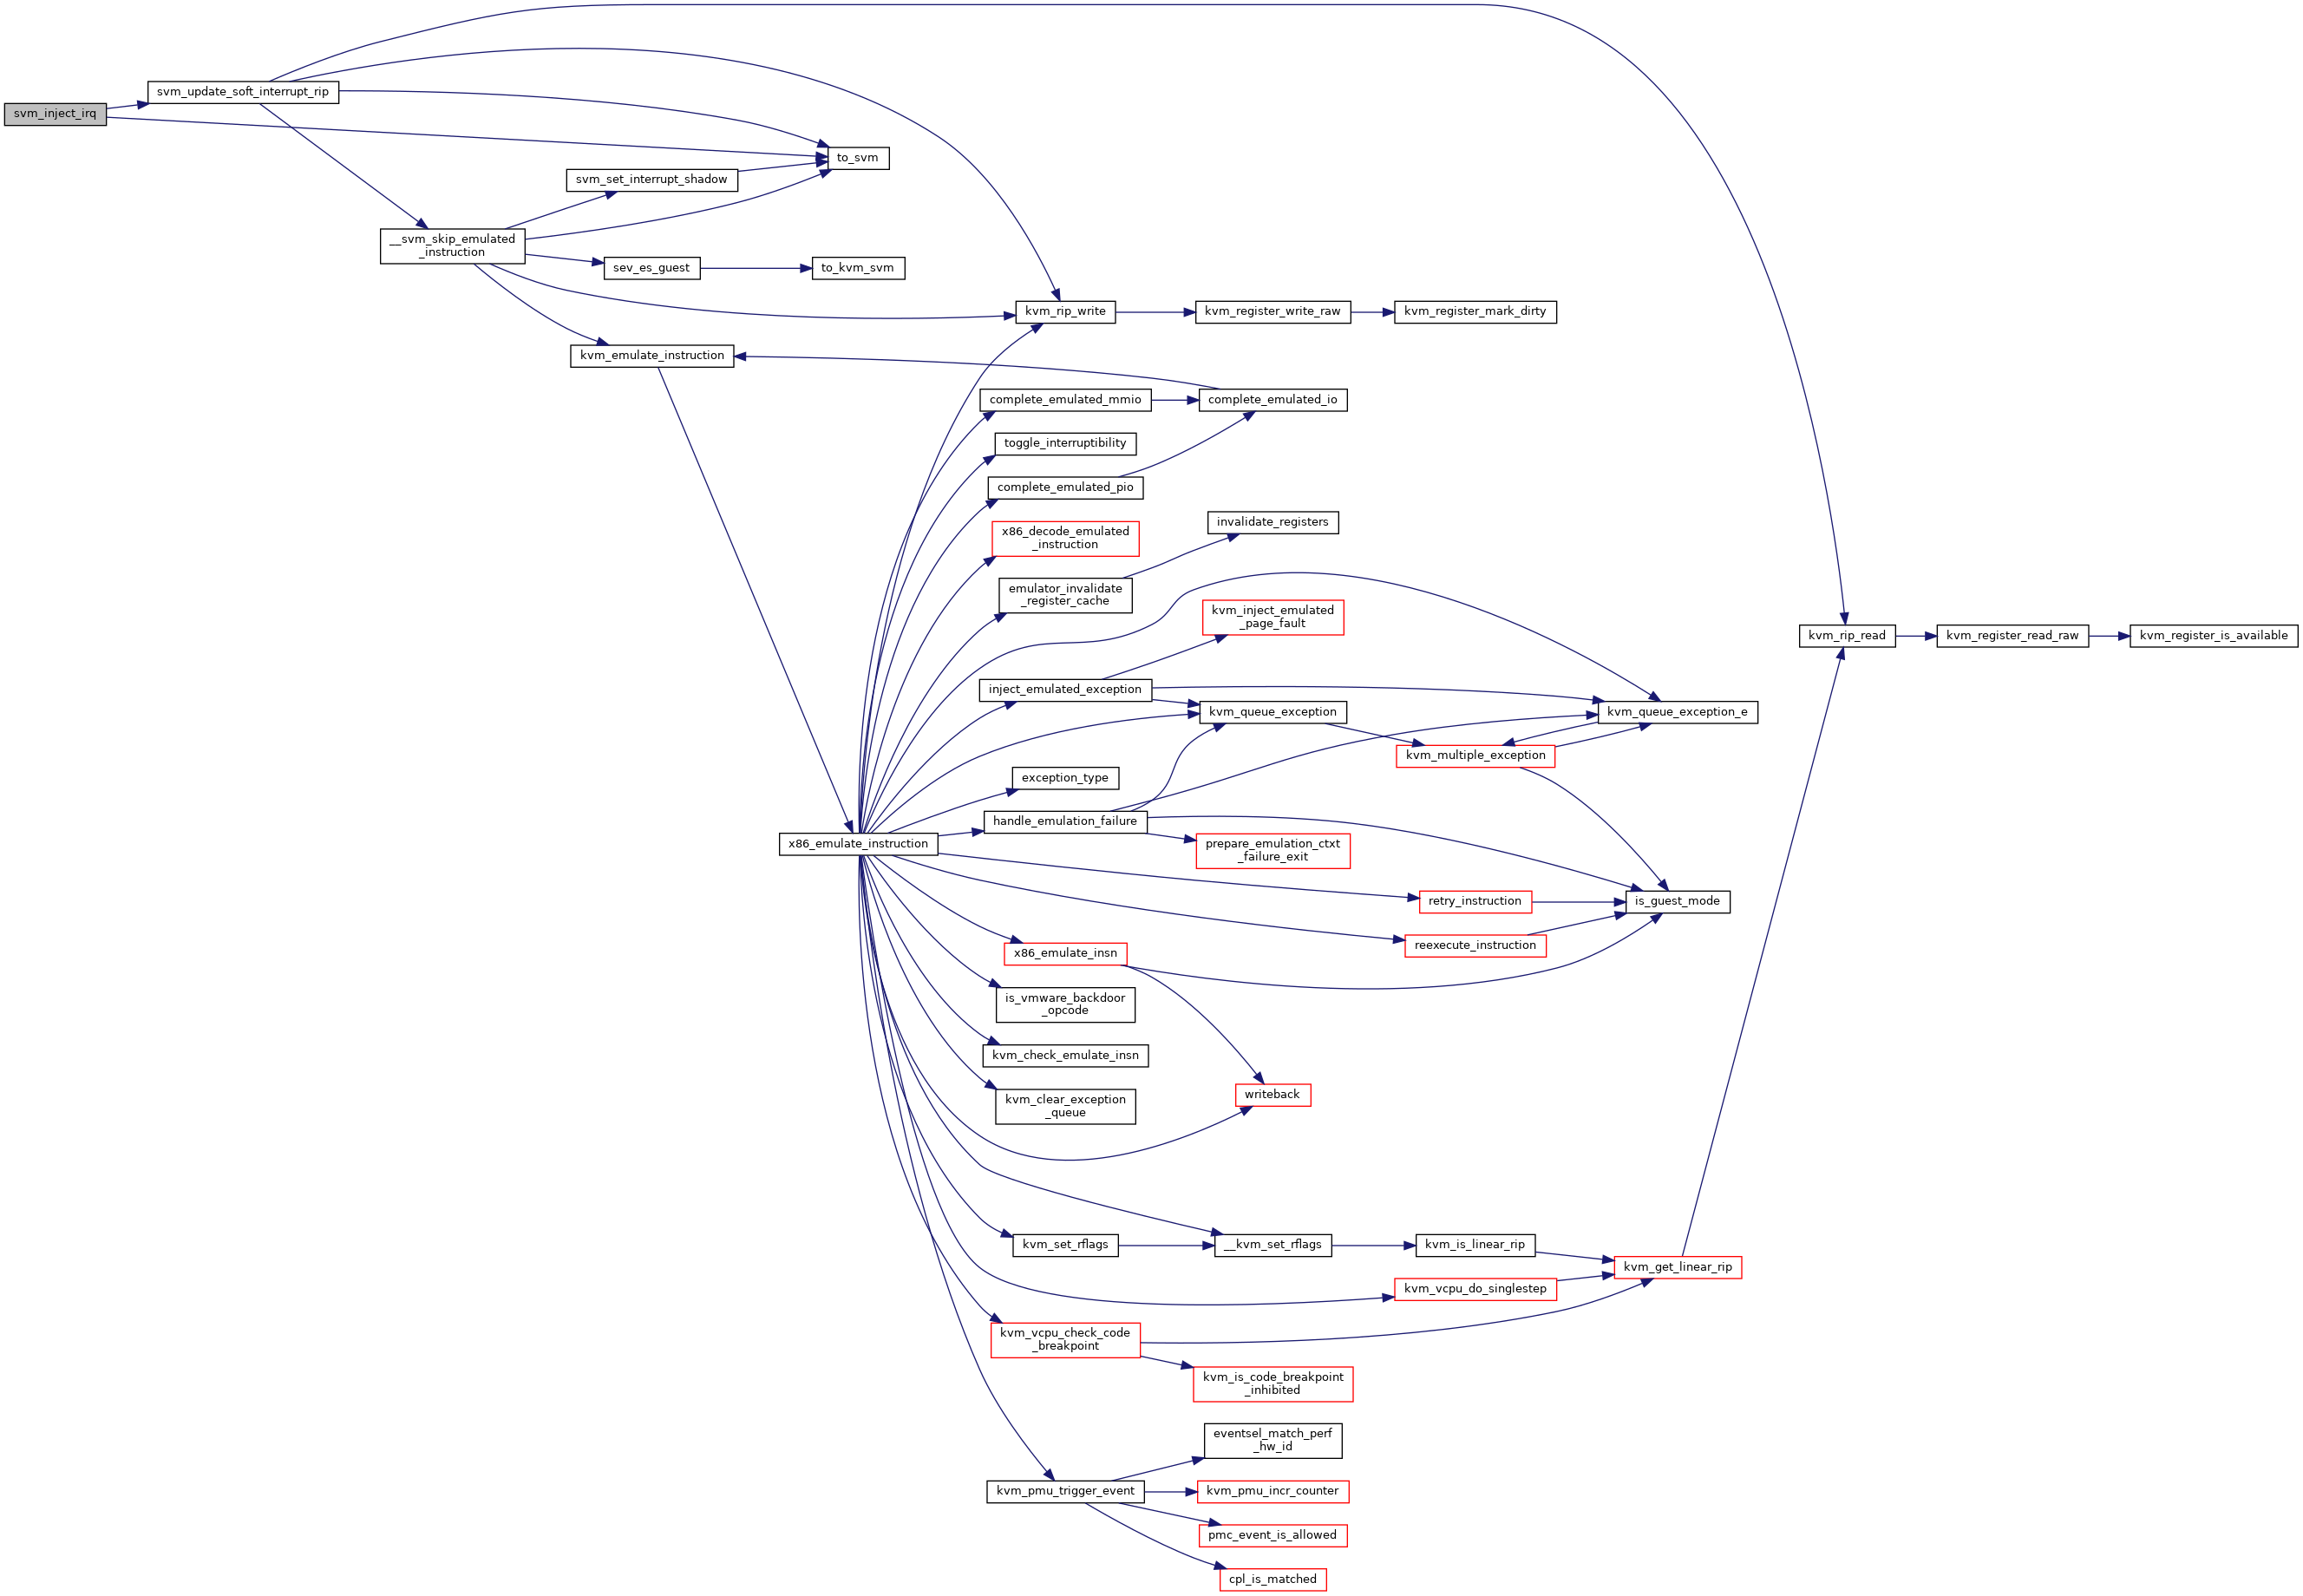 svm_update_soft_interrupt_rip
svm_inject_irq
to_svm
svm_set_interrupt_shadow
__svm_skip_emulated
_instruction
sev_es_guest
to_kvm_svm
kvm_rip_write
kvm_register_write_raw
kvm_register_mark_dirty
kvm_emulate_instruction
complete_emulated_mmio
complete_emulated_io
toggle_interruptibility
complete_emulated_pio
x86_decode_emulated
_instruction
invalidate_registers
emulator_invalidate
_register_cache
kvm_inject_emulated
_page_fault
kvm_rip_read
kvm_register_read_raw
kvm_register_is_available
inject_emulated_exception
kvm_queue_exception
kvm_queue_exception_e
kvm_multiple_exception
exception_type
handle_emulation_failure
x86_emulate_instruction
prepare_emulation_ctxt
_failure_exit
retry_instruction
is_guest_mode
reexecute_instruction
x86_emulate_insn
is_vmware_backdoor
_opcode
kvm_check_emulate_insn
writeback
kvm_clear_exception
_queue
kvm_set_rflags
__kvm_set_rflags
kvm_is_linear_rip
kvm_get_linear_rip
kvm_vcpu_do_singlestep
kvm_vcpu_check_code
_breakpoint
kvm_is_code_breakpoint
_inhibited
eventsel_match_perf
_hw_id
kvm_pmu_trigger_event
kvm_pmu_incr_counter
pmc_event_is_allowed
cpl_is_matched